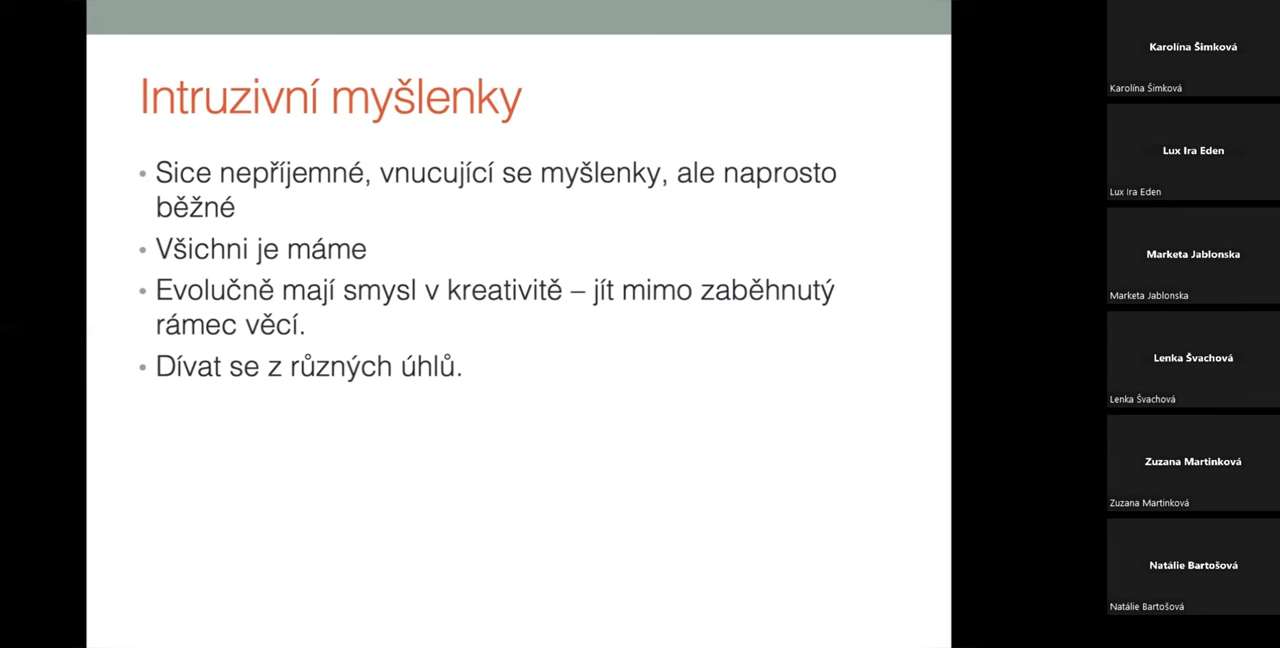 Intruzivní myšlenky
• Sice nepříjemné, vnucující se myšlenky, ale naprosto
běžné
• Všichni je máme
• Evolučně mají smysl v kreativitě – jít mimo zaběhnutý
rámec věcí.
• Dívat se z různých úhlů.
Karolína Šimková
Karolína Šimková
Lux Ira Eden
Lux Ira Eden
Marketa Jablonska
Marketa Jablonska
Lenka Švachová
Lenka Švachová
Zuzana Martinková
Zuzana Martinková
Natálie Bartošová
Natálie Bartošová